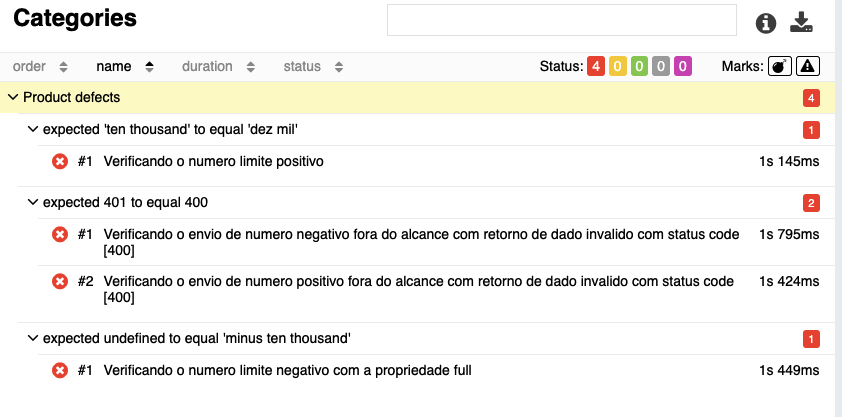 Categories
order name duration status Status: 4 0 0 0 0 Marks:
Product defects 4
expected 'ten thousand' to equal 'dez mil' 1
#1 Verificando o numero limite positivo 1s 145ms
expected 401 to equal 400 2
#1 Verificando o envio de numero negativo fora do alcance com retorno de dado invalido com status code 1s 795ms
[400]
#2 Verificando o envio de numero positivo fora do alcance com retorno de dado invalido com status code 1s 424ms
[400]
expected undefined to equal 'minus ten thousand' 1
#1 Verificando o numero limite negativo com a propriedade full 1s 449ms